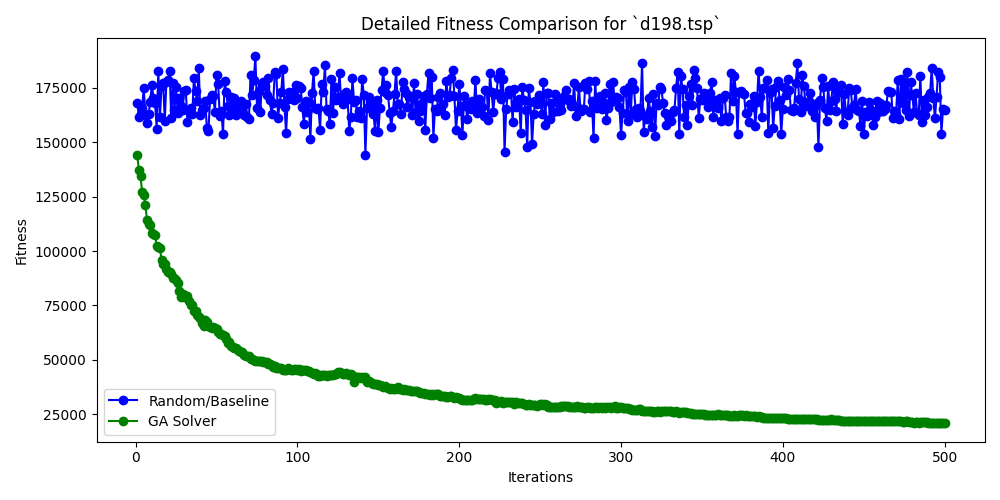 Detailed Fitness Comparison for `d198.tsp`
Fitness
175000
150000
125000
100000
75000
50000
25000
Random/Baseline
GA Solver
0 100 200 300 400 500
Iterations